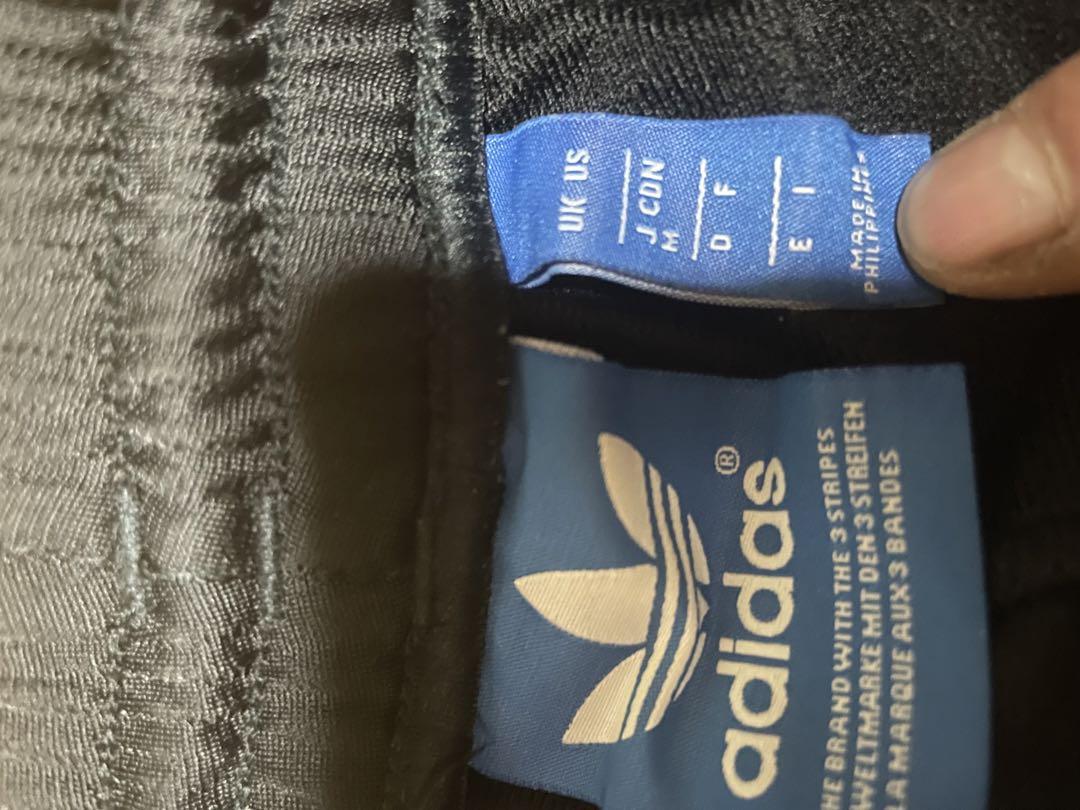 UK US
J CDN
M
D F
E I
MADE IN
PHILIPPINES
adidas®
THE BRAND WITH THE 3 STRIPES
WELTMARKE MIT DEN 3 STREIFEN
LA MARQUE AUX 3 BANDES